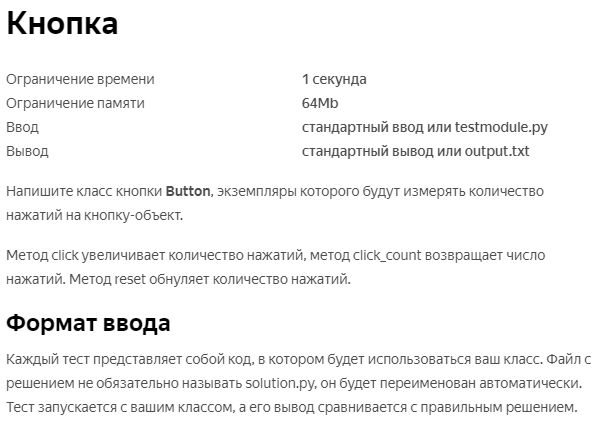 Кнопка
Ограничение времени 1 секунда
Ограничение памяти 64Mb
Ввод стандартный ввод или testmodule.py
Вывод стандартный вывод или output.txt
Напишите класс кнопки Button, экземпляры которого будут измерять количество
нажатий на кнопку-объект.
Метод click увеличивает количество нажатий, метод click_count возвращает число
нажатий. Метод reset обнуляет количество нажатий.
Формат ввода
Каждый тест представляет собой код, в котором будет использоваться ваш класс. Файл с
решением не обязательно называть solution.py, он будет переименован автоматически.
Тест запускается с вашим классом, а его вывод сравнивается с правильным решением.